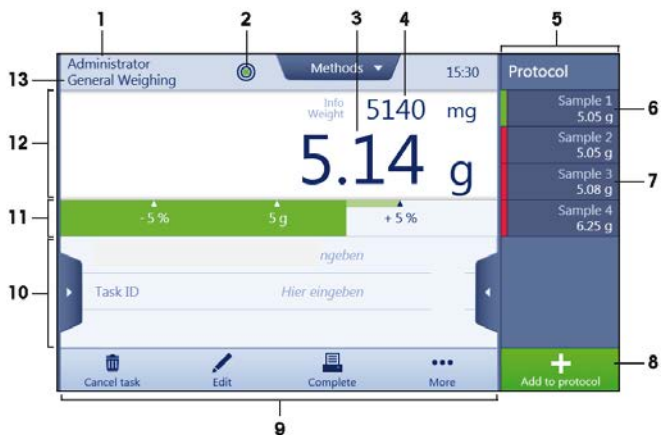 1
2
3
4
5
Administrator
General Weighing
Methods
15:30
Protocol
13
Info
Weight
5140 mg
5.14 g
12
Sample 1
5.05 g
6
Sample 2
5.05 g
Sample 3
5.08 g
7
Sample 4
6.25 g
11
- 5 %
5 g
+ 5 %
ngeben
10
Task ID
Hier eingeben
Cancel task
Edit
Complete
More
Add to protocol
8
9